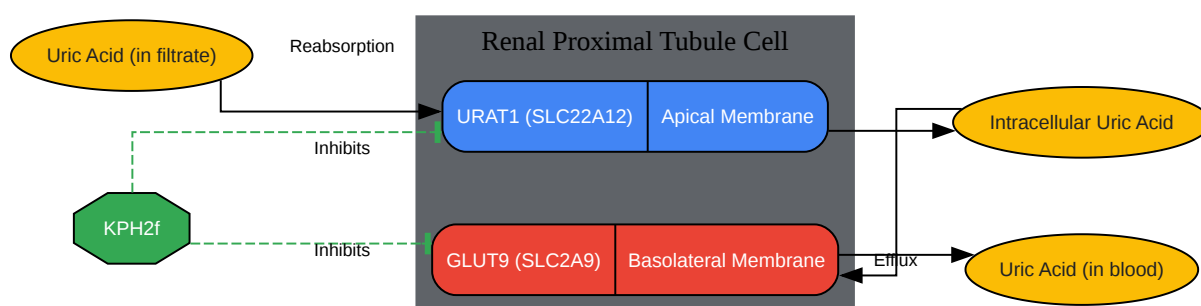 Renal Proximal Tubule Cell
Uric Acid (in filtrate)
Reabsorption
URAT1 (SLC22A12)
Apical Membrane
Intracellular Uric Acid
Inhibits
KPH2f
Inhibits
GLUT9 (SLC2A9)
Basolateral Membrane
Efflux
Uric Acid (in blood)